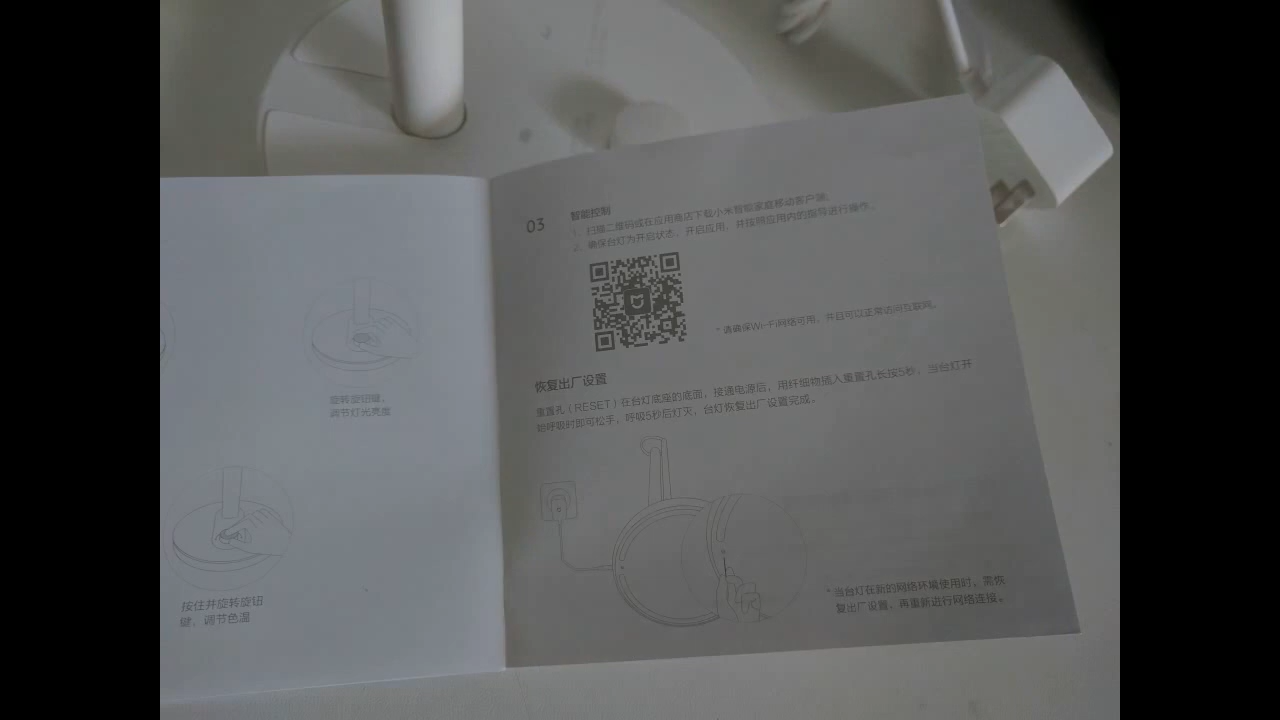 旋转旋钮键,
调节灯光亮度
按住并旋转旋钮
键,调节色温
03
智能控制
1. 扫描二维码或在应用商店下载小米智能家庭移动客户端;
2. 确保台灯为开启状态,开启应用,并按照应用内的指导进行操作。
* 请确保Wi-Fi网络可用,并且可以正常访问互联网。
恢复出厂设置
重置孔(RESET)在台灯底座的底面,接通电源后,用纤细物插入重置孔长按5秒,当台灯开
始呼吸时即可松手,呼吸5秒后灯灭,台灯恢复出厂设置完成。
* 当台灯在新的网络环境使用时,需恢
复出厂设置,再重新进行网络连接。